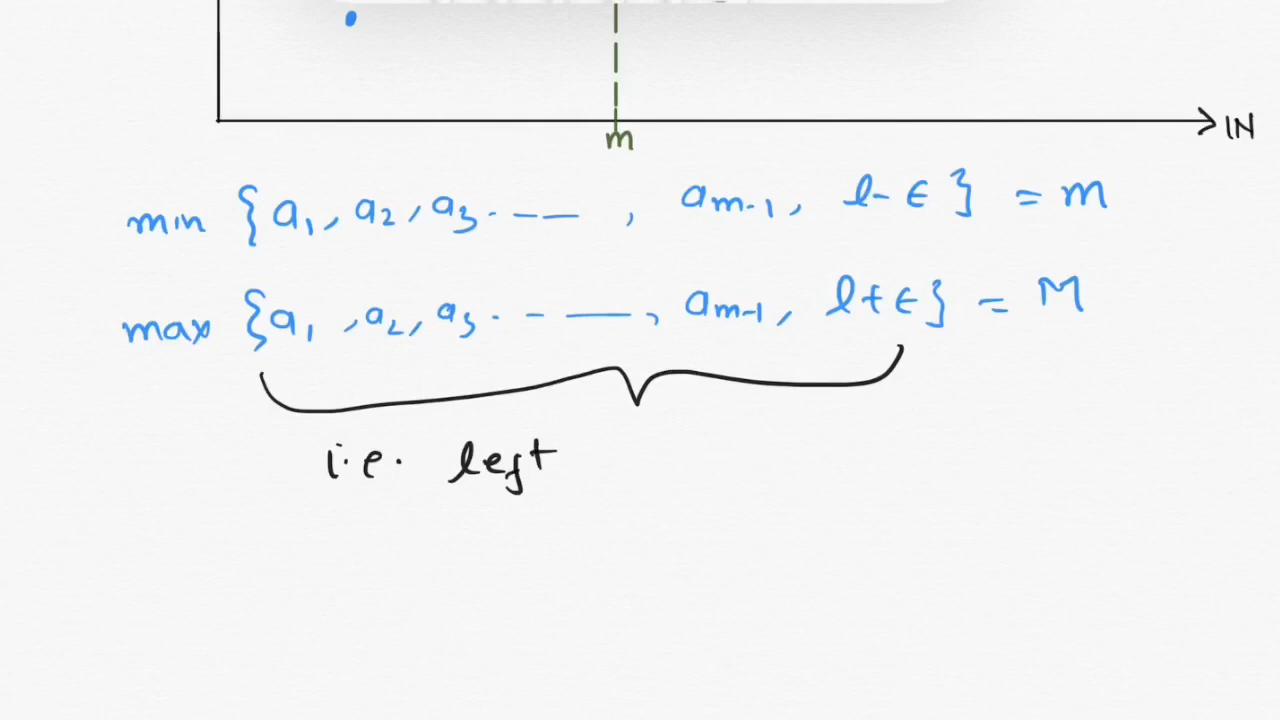 IN
m
min {a1, a2, a3. -- — , am-1, l-ϵ} = m
max {a1, a2, a3. - —, am-1, l+ϵ} = M
i.e. left